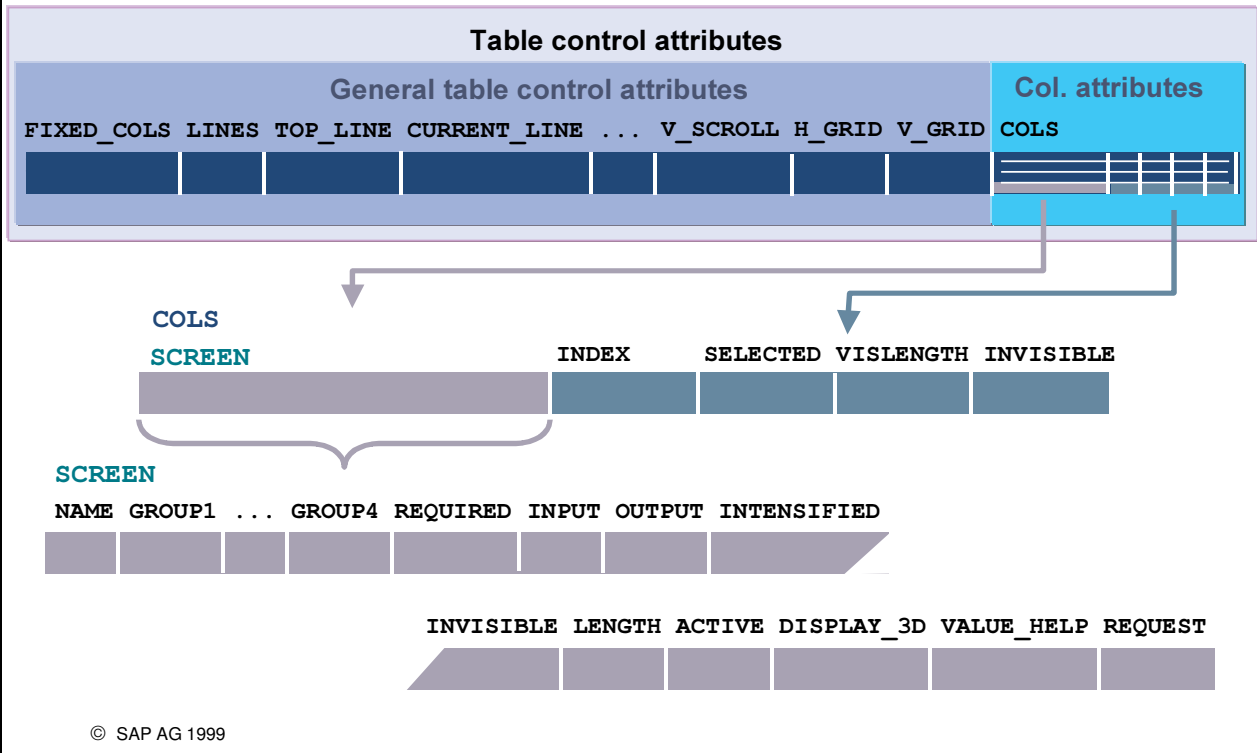 Table control attributes
General table control attributes
Col. attributes
FIXED_COLS LINES TOP_LINE CURRENT_LINE ... V_SCROLL H_GRID V_GRID COLS
COLS
SCREEN INDEX SELECTED VISLENGTH INVISIBLE
SCREEN
NAME GROUP1 ... GROUP4 REQUIRED INPUT OUTPUT INTENSIFIED
INVISIBLE LENGTH ACTIVE DISPLAY_3D VALUE_HELP REQUEST
© SAP AG 1999